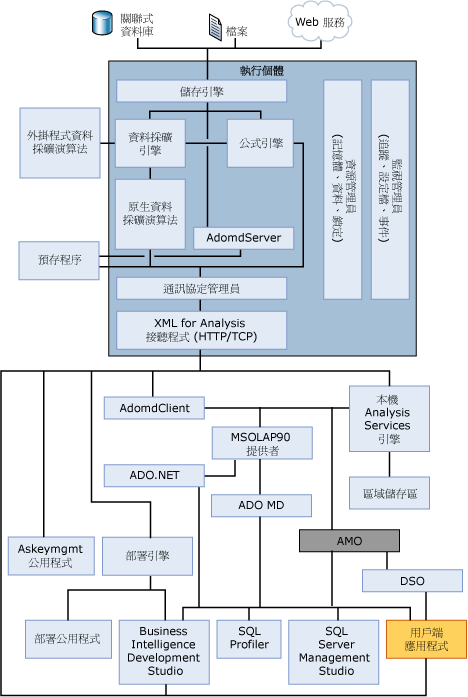 關聯式
資料庫
檔案
Web 服務
執行個體
儲存引擎
外掛程式資料
採礦演算法
資料採礦
引擎
公式引擎
資源管理員
(記憶體、資料、鎖定)
監視管理員
(追蹤、設定檔、事件)
原生資料
採礦演算法
AdomdServer
預存程序
通訊協定管理員
XML for Analysis
接聽程式 (HTTP/TCP)
AdomdClient
本機
Analysis
Services
引擎
MSOLAP90
提供者
ADO.NET
ADO MD
區域儲存區
Askeymgmt
公用程式
部署引擎
AMO
DSO
部署公用程式
Business
Intelligence
Development
Studio
SQL
Profiler
SQL
Server
Management
Studio
用戶端
應用程式